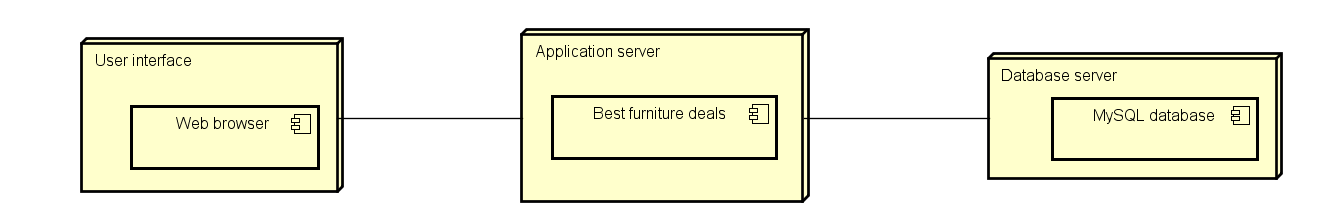 User interface
Web browser
Application server
Best furniture deals
Database server
MySQL database